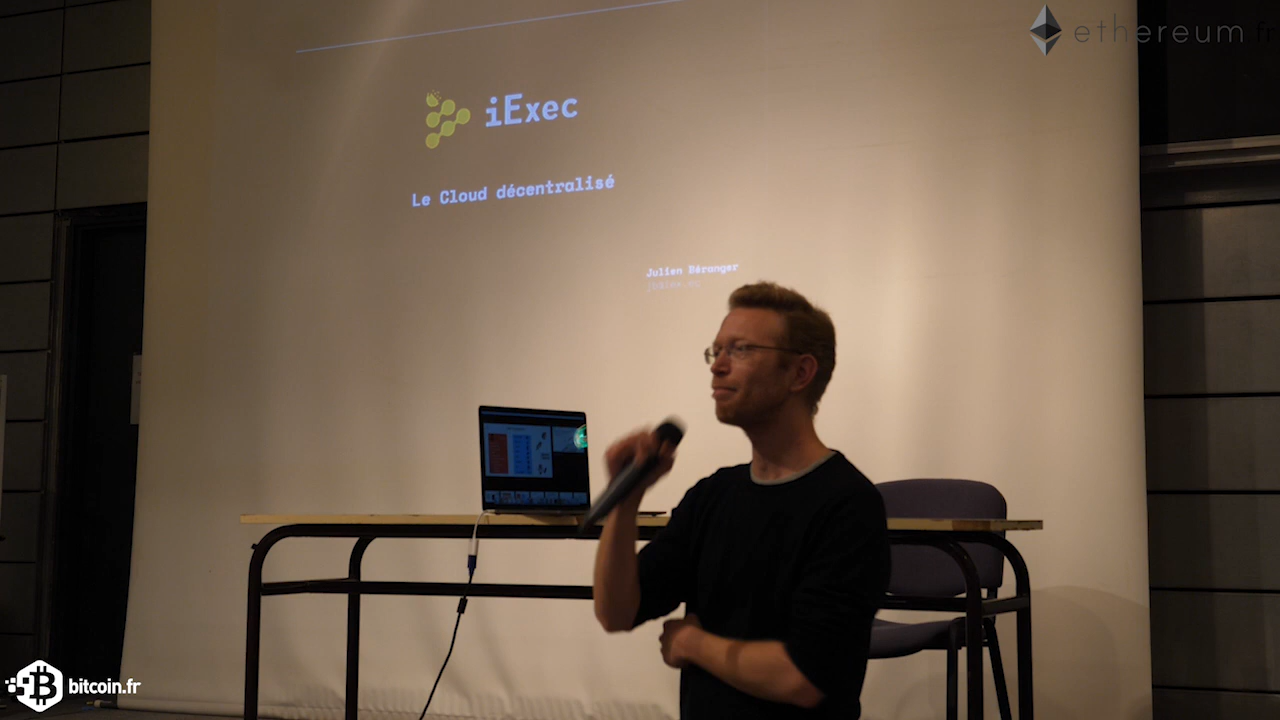 ethereum.fr
iExec
Le Cloud décentralisé
Julien Béranger
bitcoin.fr